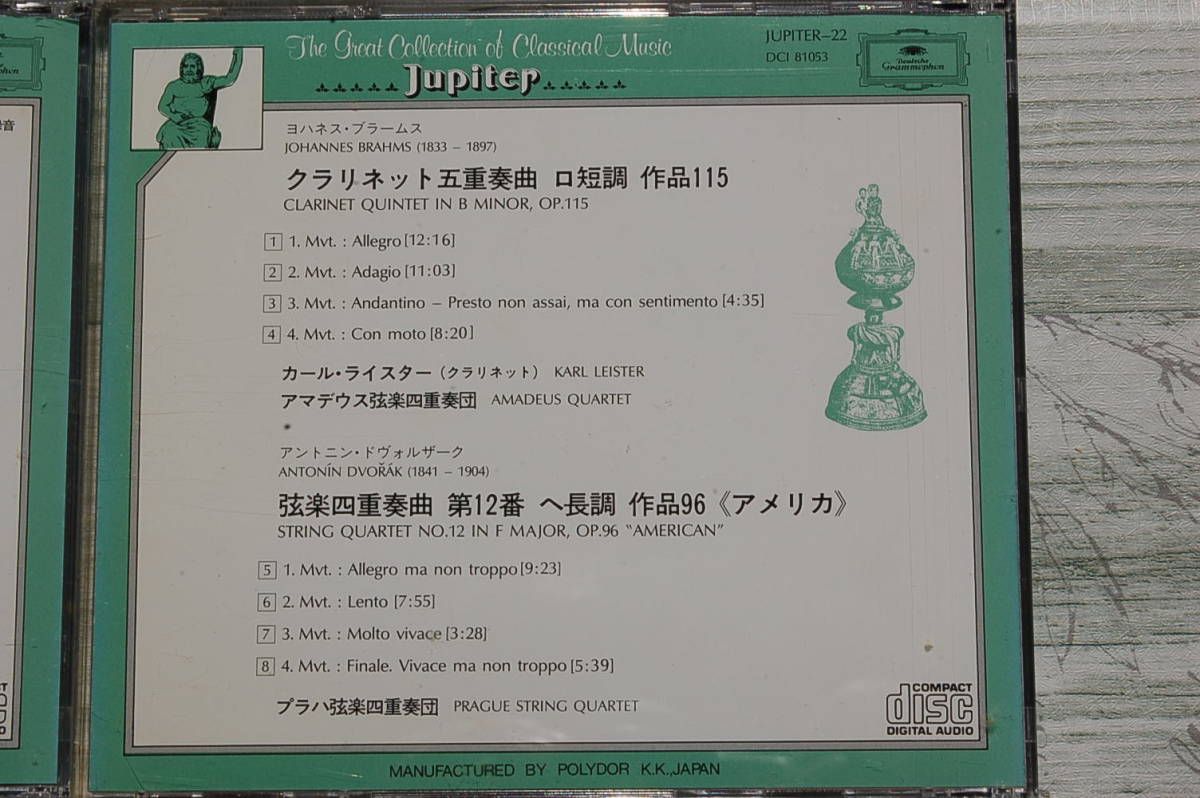 The Great Collection of Classical Music
Jupiter
JUPITER-22
DCI 81053
Deutsche
Grammophon
ヨハネス・ブラームス
JOHANNES BRAHMS (1833 – 1897)
クラリネット五重奏曲 ロ短調 作品115
CLARINET QUINTET IN B MINOR, OP.115
1 1. Mvt. : Allegro [12:16]
2 2. Mvt. : Adagio [11:03]
3 3. Mvt. : Andantino – Presto non assai, ma con sentimento [4:35]
4 4. Mvt. : Con moto [8:20]
カール・ライスター (クラリネット) KARL LEISTER
アマデウス弦楽四重奏団 AMADEUS QUARTET
アントニン・ドヴォルザーク
ANTONÍN DVOŘÁK (1841 – 1904)
弦楽四重奏曲 第12番 ヘ長調 作品96《アメリカ》
STRING QUARTET NO.12 IN F MAJOR, OP.96 “AMERICAN”
5 1. Mvt. : Allegro ma non troppo [9:23]
6 2. Mvt. : Lento [7:55]
7 3. Mvt. : Molto vivace [3:28]
8 4. Mvt. : Finale. Vivace ma non troppo [5:39]
プラハ弦楽四重奏団 PRAGUE STRING QUARTET
COMPACT
disc
DIGITAL AUDIO
MANUFACTURED BY POLYDOR K.K.,JAPAN